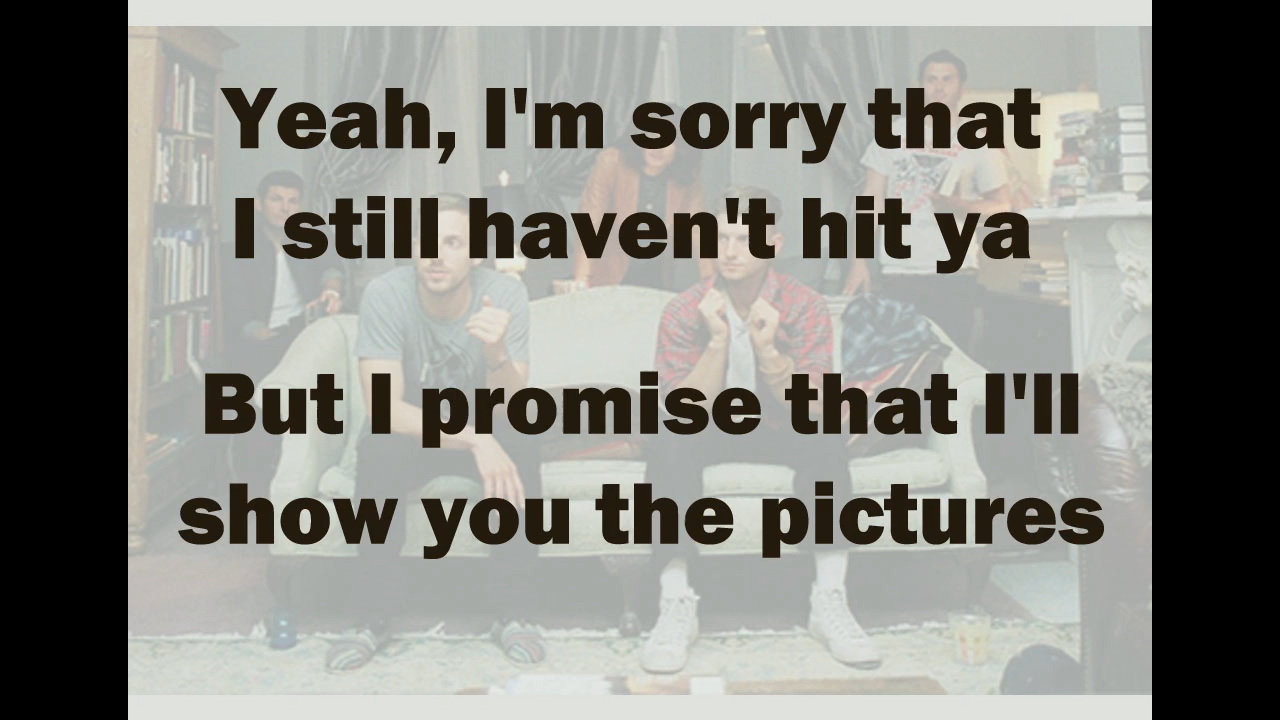 Yeah, I'm sorry that
I still haven't hit ya
But I promise that I'll
show you the pictures